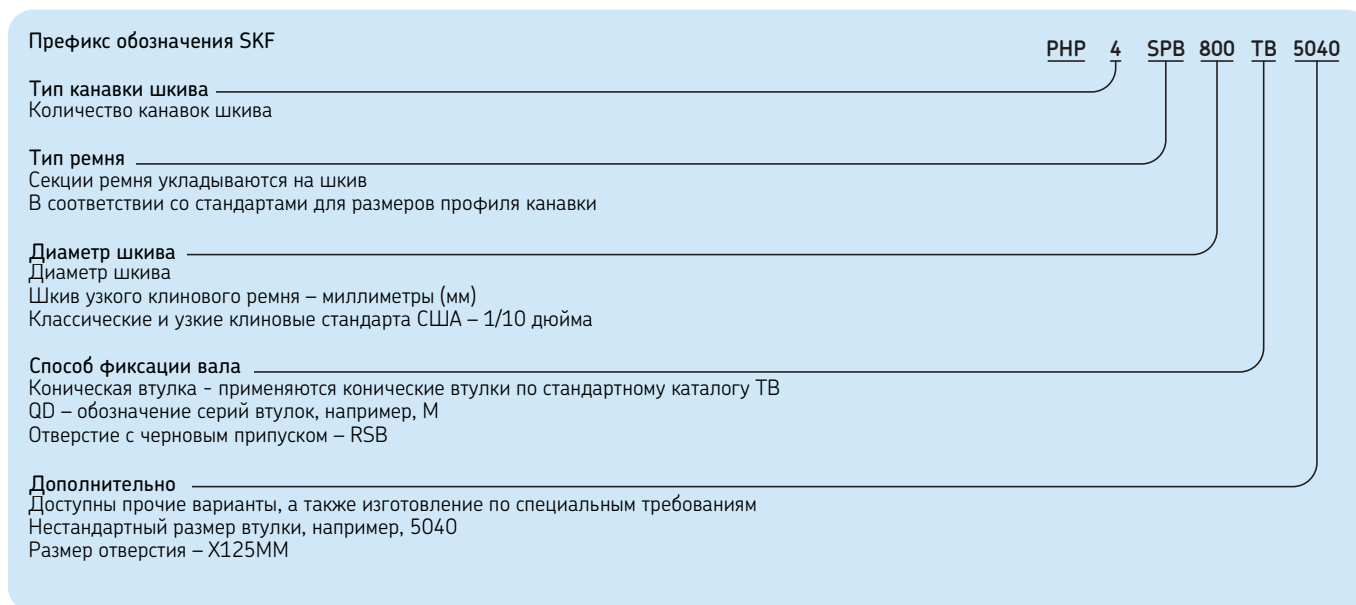 Префикс обозначения SKF
PHP 4 SPB 800 TB 5040
Тип канавки шкива
Количество канавок шкива
Тип ремня
Секции ремня укладываются на шкив
В соответствии со стандартами для размеров профиля канавки
Диаметр шкива
Диаметр шкива
Шкив узкого клинового ремня – миллиметры (мм)
Классические и узкие клиновые стандарта США – 1/10 дюйма
Способ фиксации вала
Коническая втулка - применяются конические втулки по стандартному каталогу ТВ
QD – обозначение серий втулок, например, М
Отверстие с черновым припуском – RSB
Дополнительно
Доступны прочие варианты, а также изготовление по специальным требованиям
Нестандартный размер втулки, например, 5040
Размер отверстия – X125MM